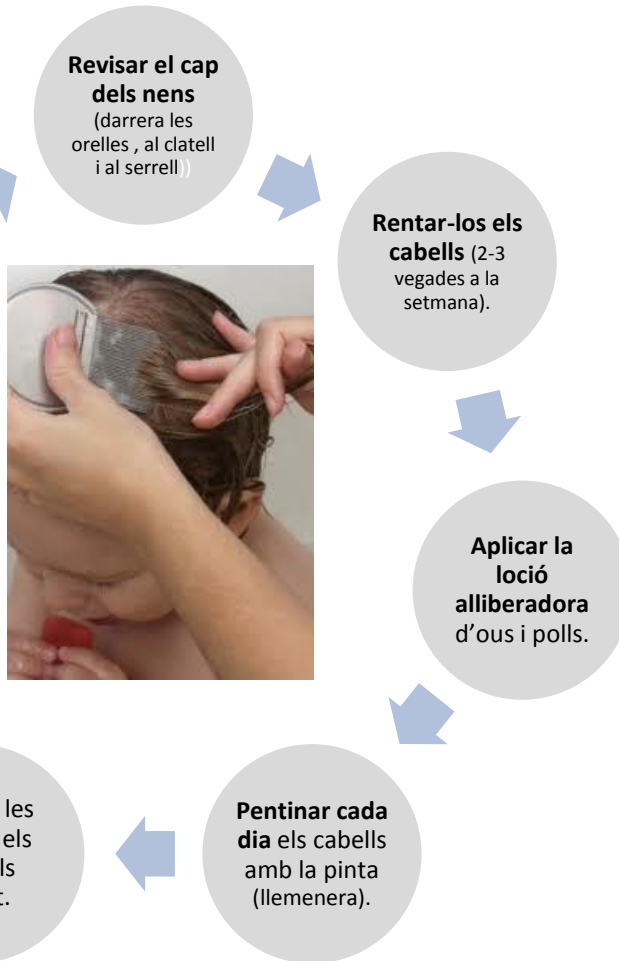 Revisar el cap
dels nens
(darrera les
orelles , al clatell
i al serrell))
Rentar-los els
cabells (2-3
vegades a la
setmana).
Aplicar la
loció
alliberadora
d'ous i polls.
Pentinar cada
dia els cabells
amb la pinta
(llemenera).
les
els